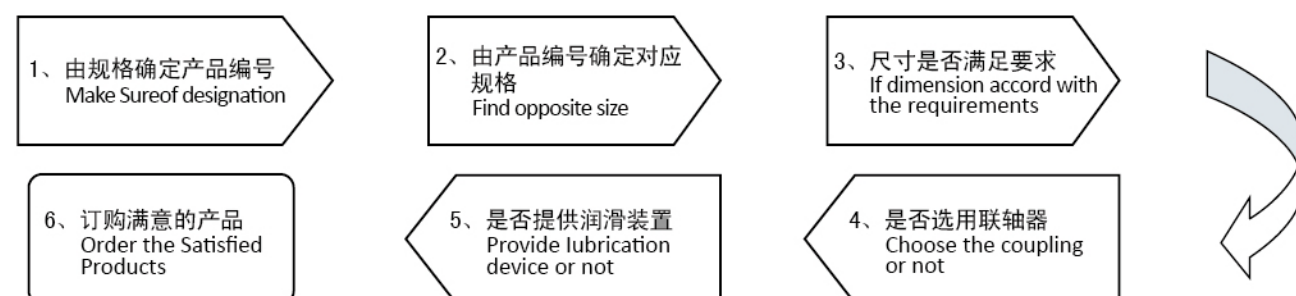 1、由规格确定产品编号
Make Sureof designation
2、由产品编号确定对应
规格
Find opposite size
3、尺寸是否满足要求
If dimension accord with
the requirements
4、是否选用联轴器
Choose the coupling
or not
5、是否提供润滑装置
Provide lubrication
device or not
6、订购满意的产品
Order the Satisfied
Products